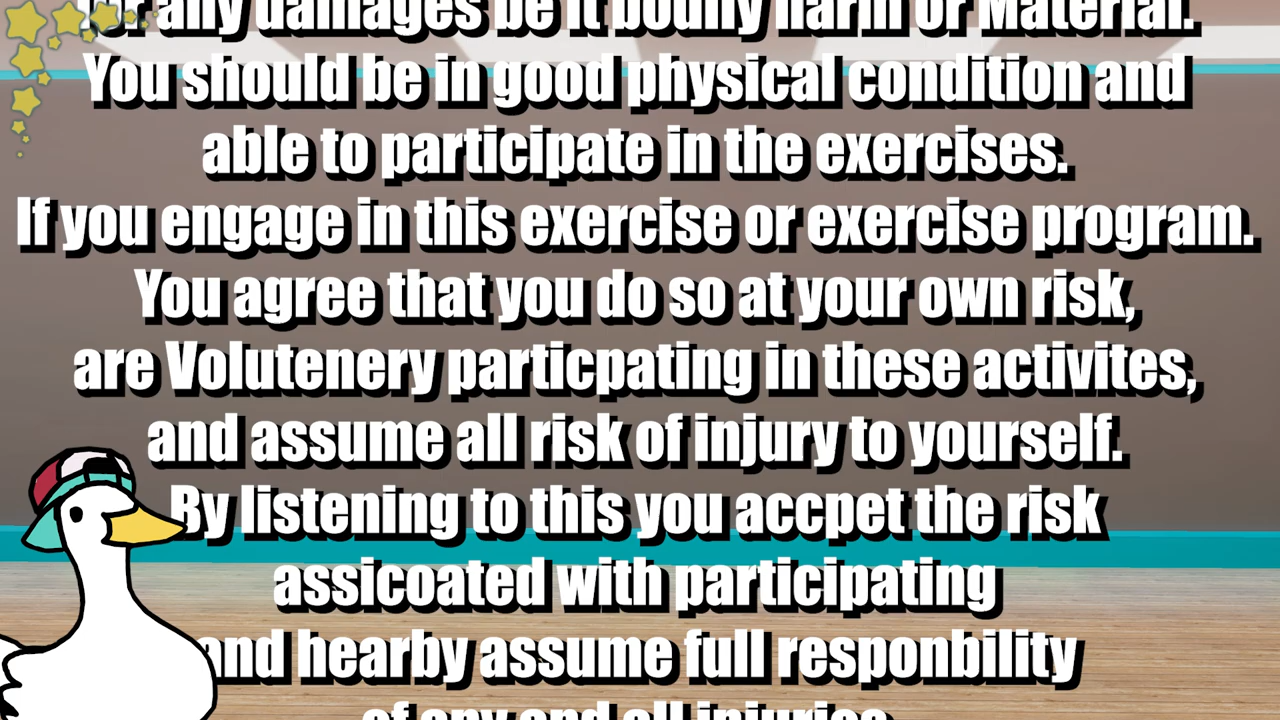 for any damages be it bodily harm or Material.
You should be in good physical condition and
able to participate in the exercises.
If you engage in this exercise or exercise program.
You agree that you do so at your own risk,
are Volutenery particpating in these activites,
and assume all risk of injury to yourself.
By listening to this you accpet the risk
assicoated with participating
and hearby assume full responbility
of any and all injuries